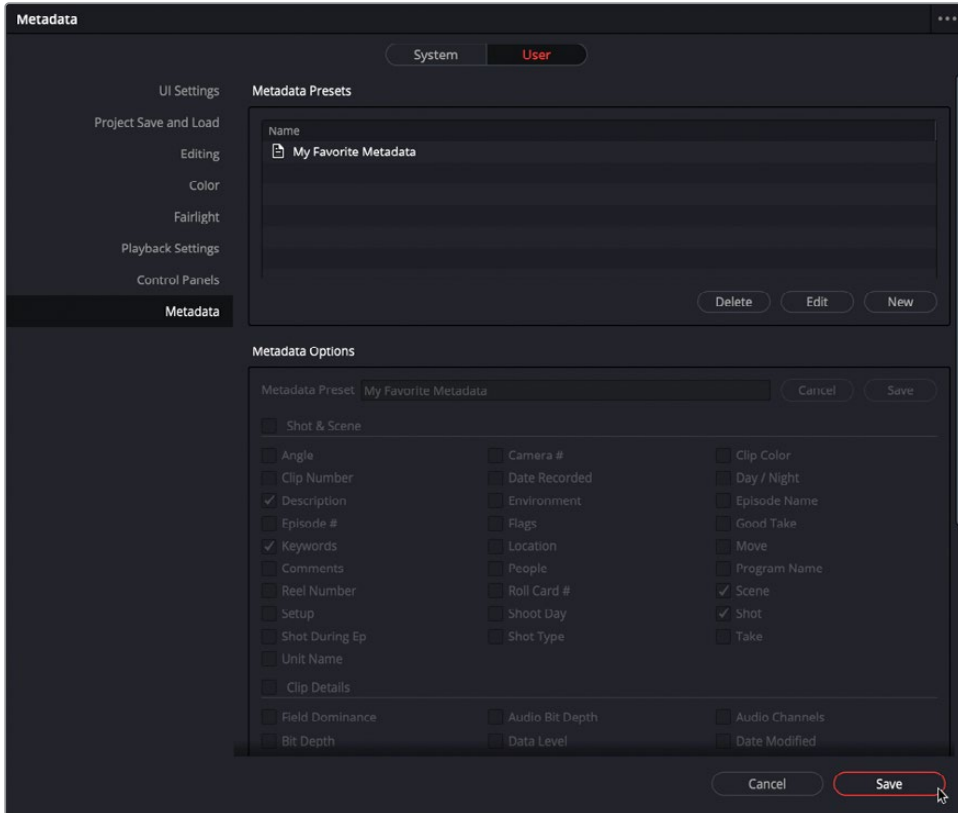 Metadata
System User
UI Settings
Project Save and Load
Editing
Color
Fairlight
Playback Settings
Control Panels
Metadata
Metadata Presets
Name
My Favorite Metadata
Delete Edit New
Metadata Options
Metadata Preset My Favorite Metadata Cancel Save
Shot & Scene
Angle Camera # Clip Color
Clip Number Date Recorded Day / Night
Description Environment Episode Name
Episode # Flags Good Take
Keywords Location Move
Comments People Program Name
Reel Number Roll Card # Scene
Setup Shoot Day Shot
Shot During Ep Shot Type Take
Unit Name
Clip Details
Field Dominance Audio Bit Depth Audio Channels
Bit Depth Data Level Date Modified
Cancel Save